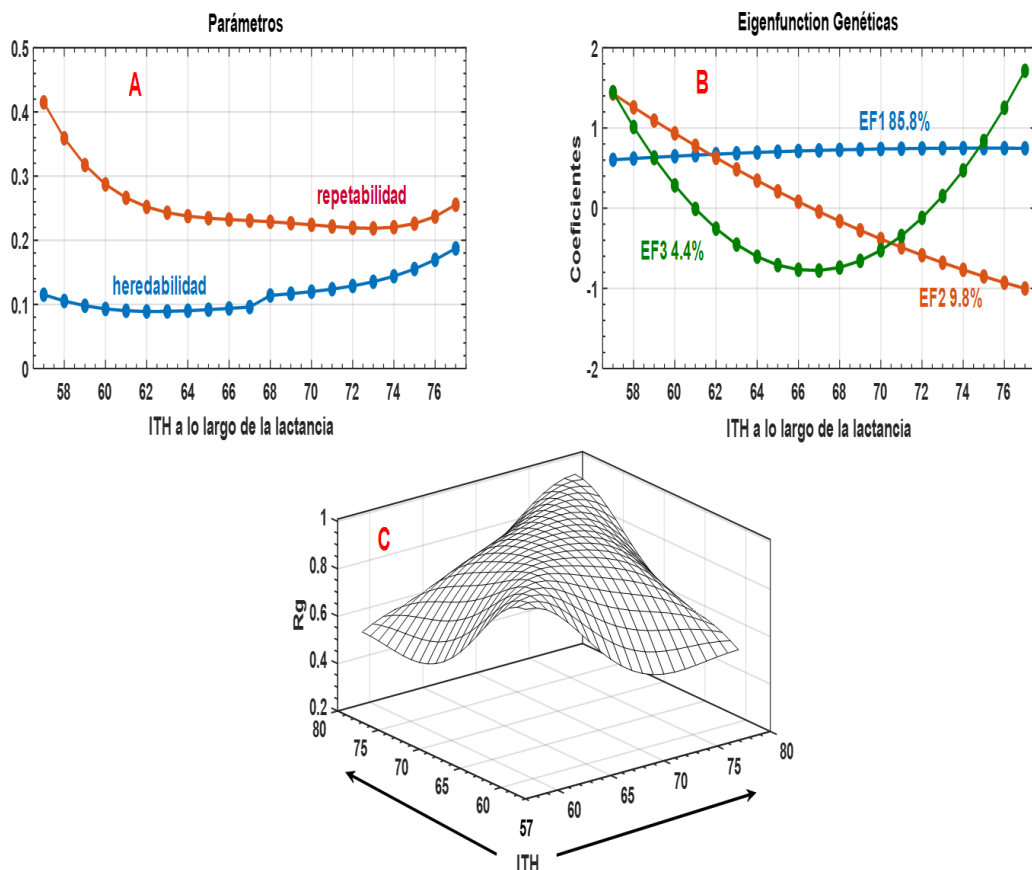 Parámetros
A
0.5
0.4
0.3
0.2
0.1
0
repetabilidad
heredabilidad
58 60 62 64 66 68 70 72 74 76
ITH a lo largo de la lactancia
Eigenfunction Genéticas
B
Coeficientes
2
1
0
-1
-2
EF1 85.8%
EF3 4.4%
EF2 9.8%
58 60 62 64 66 68 70 72 74 76
ITH a lo largo de la lactancia
C
Rg
1
0.8
0.6
0.4
0.2
80 75 70 65 60
57
60 65 70 75 80
ITH